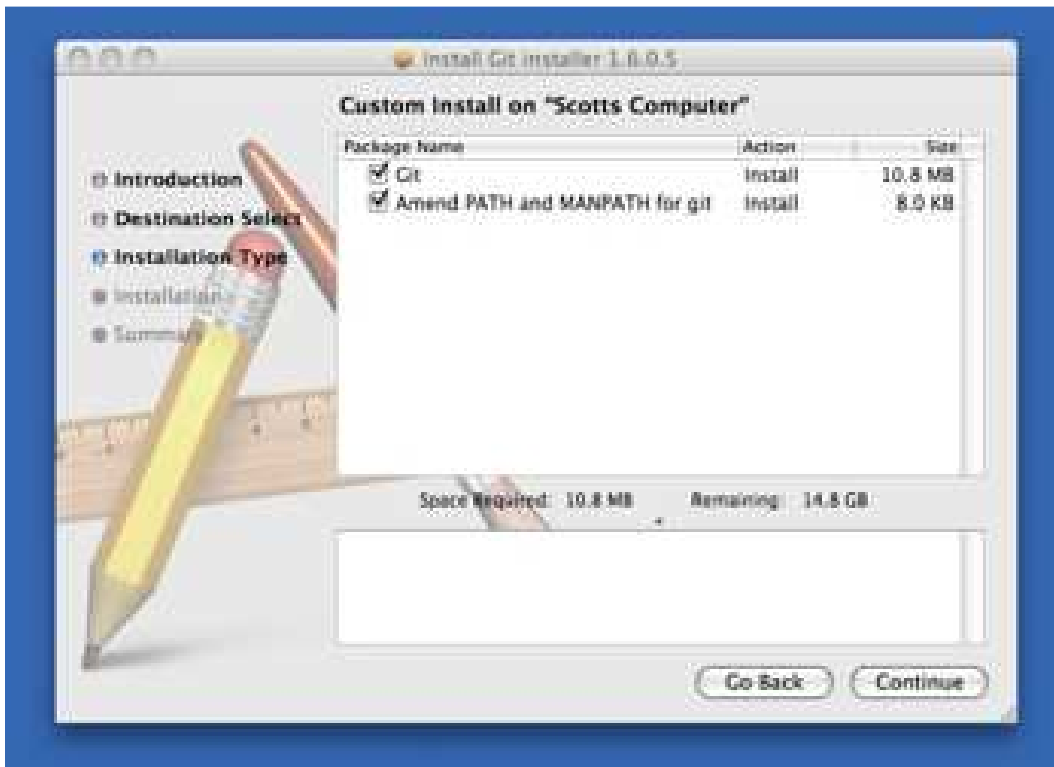 Install Git installer 1.6.0.5
Custom Install on "Scotts Computer"
Introduction
Destination Select
Installation Type
Installation
Summary
Package Name Action Size
Git Install 10.8 MB
Amend PATH and MANPATH for git Install 8.0 KB
Space Required: 10.8 MB Remaining: 14.8 GB
Go Back Continue